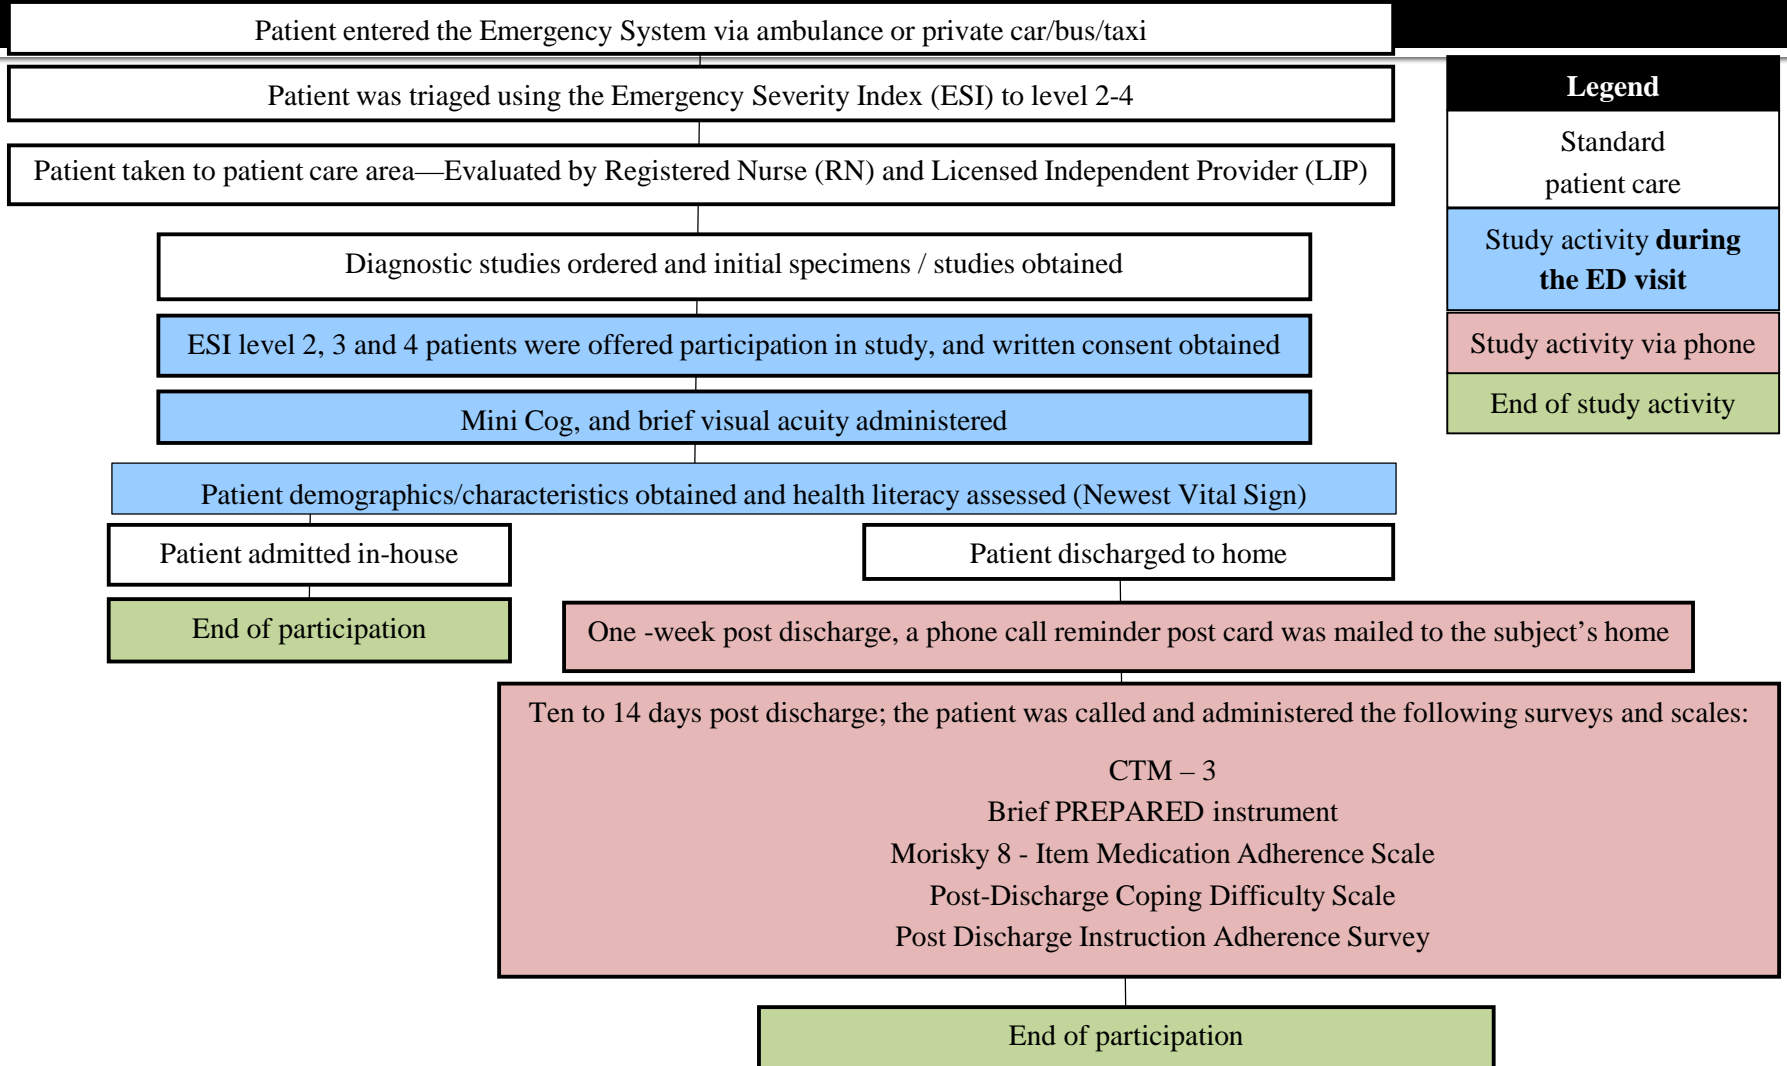 Patient entered the Emergency System via ambulance or private car/bus/taxi
Patient was triaged using the Emergency Severity Index (ESI) to level 2-4
Patient taken to patient care area—Evaluated by Registered Nurse (RN) and Licensed Independent Provider (LIP)
Diagnostic studies ordered and initial specimens / studies obtained
ESI level 2, 3 and 4 patients were offered participation in study, and written consent obtained
Mini Cog, and brief visual acuity administered
Patient demographics/characteristics obtained and health literacy assessed (Newest Vital Sign)
Legend
Standard
patient care
Study activity during
the ED visit
Study activity via phone
End of study activity
Patient admitted in-house
End of participation
Patient discharged to home
One -week post discharge, a phone call reminder post card was mailed to the subject’s home
Ten to 14 days post discharge; the patient was called and administered the following surveys and scales:
CTM – 3
Brief PREPARED instrument
Morisky 8 - Item Medication Adherence Scale
Post-Discharge Coping Difficulty Scale
Post Discharge Instruction Adherence Survey
End of participation